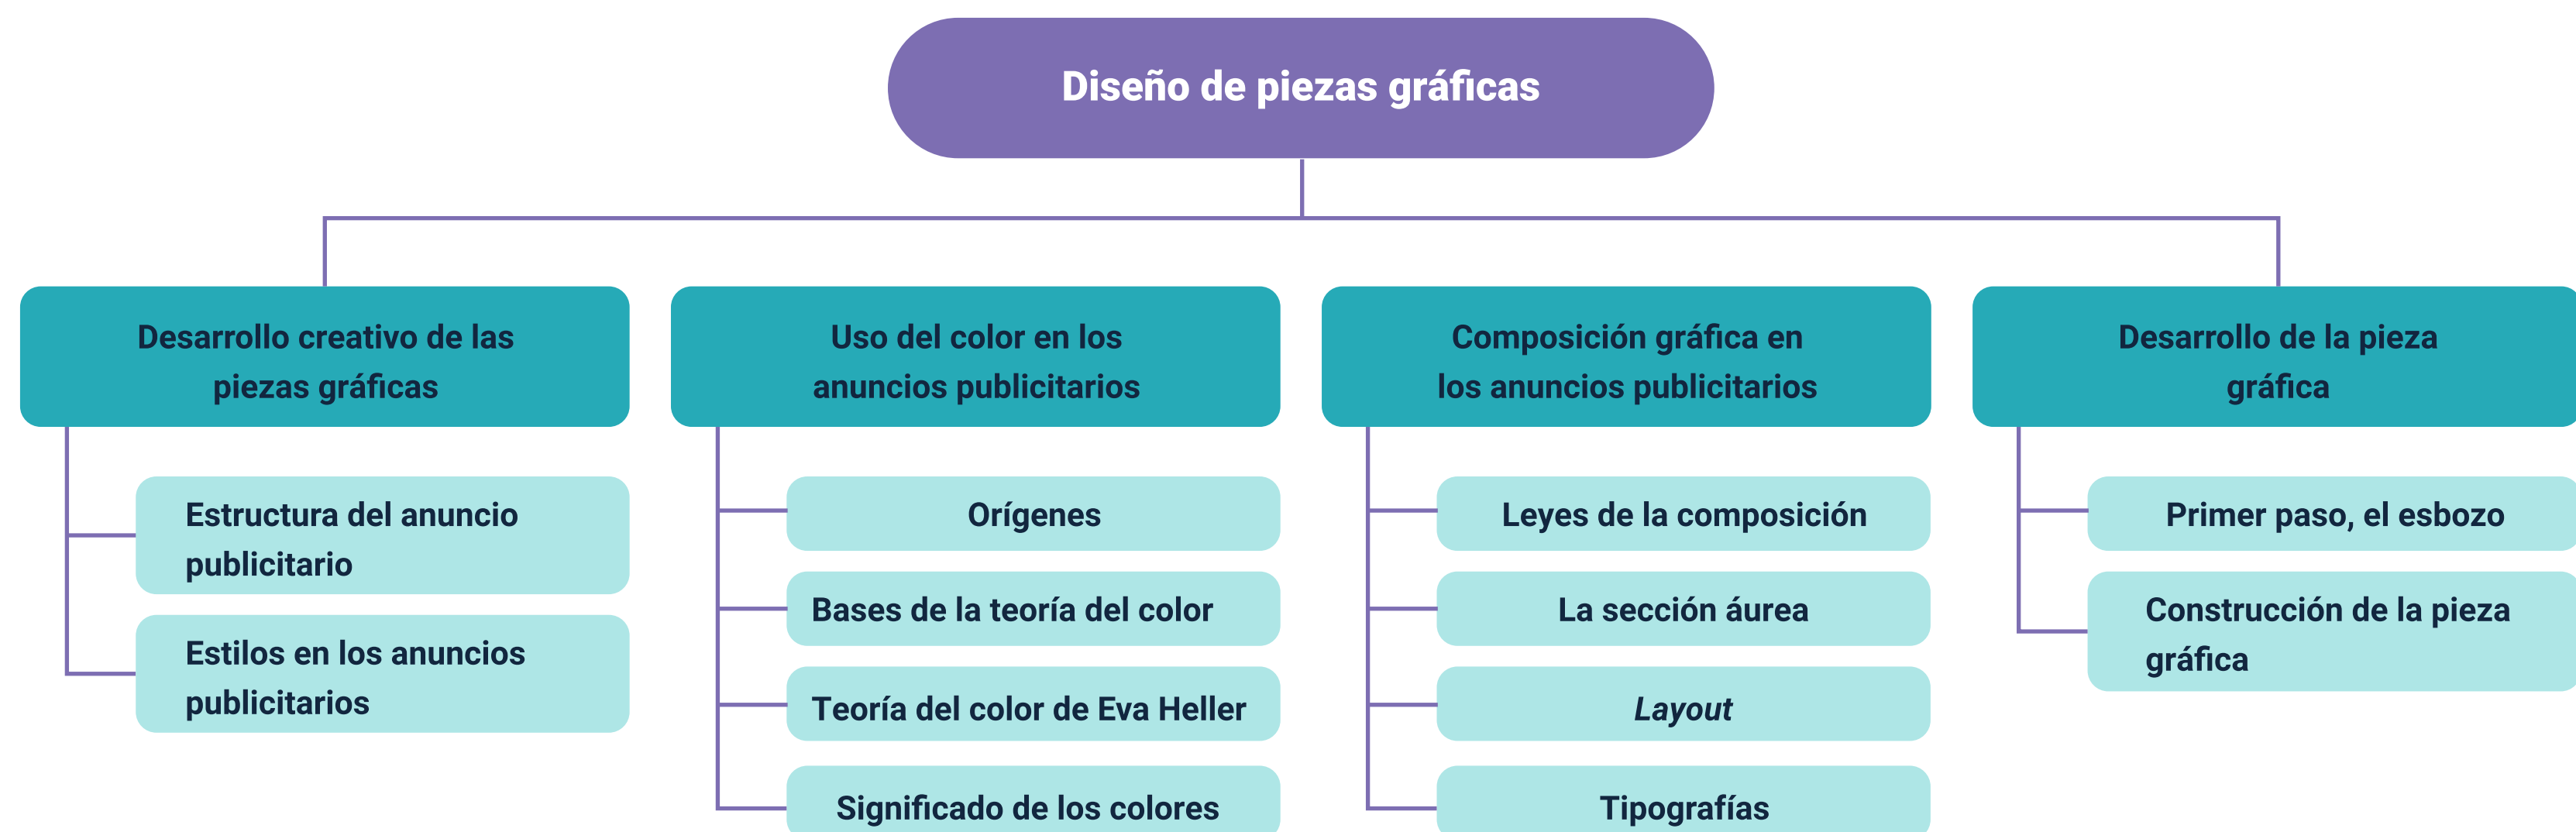 Diseño de piezas gráficas
Desarrollo creativo de las
piezas gráficas
Estructura del anuncio
publicitario
Estilos en los anuncios
publicitarios
Uso del color en los
anuncios publicitarios
Orígenes
Bases de la teoría del color
Teoría del color de Eva Heller
Significado de los colores
Composición gráfica en
los anuncios publicitarios
Leyes de la composición
La sección áurea
Layout
Tipografías
Desarrollo de la pieza
gráfica
Primer paso, el esbozo
Construcción de la pieza
gráfica